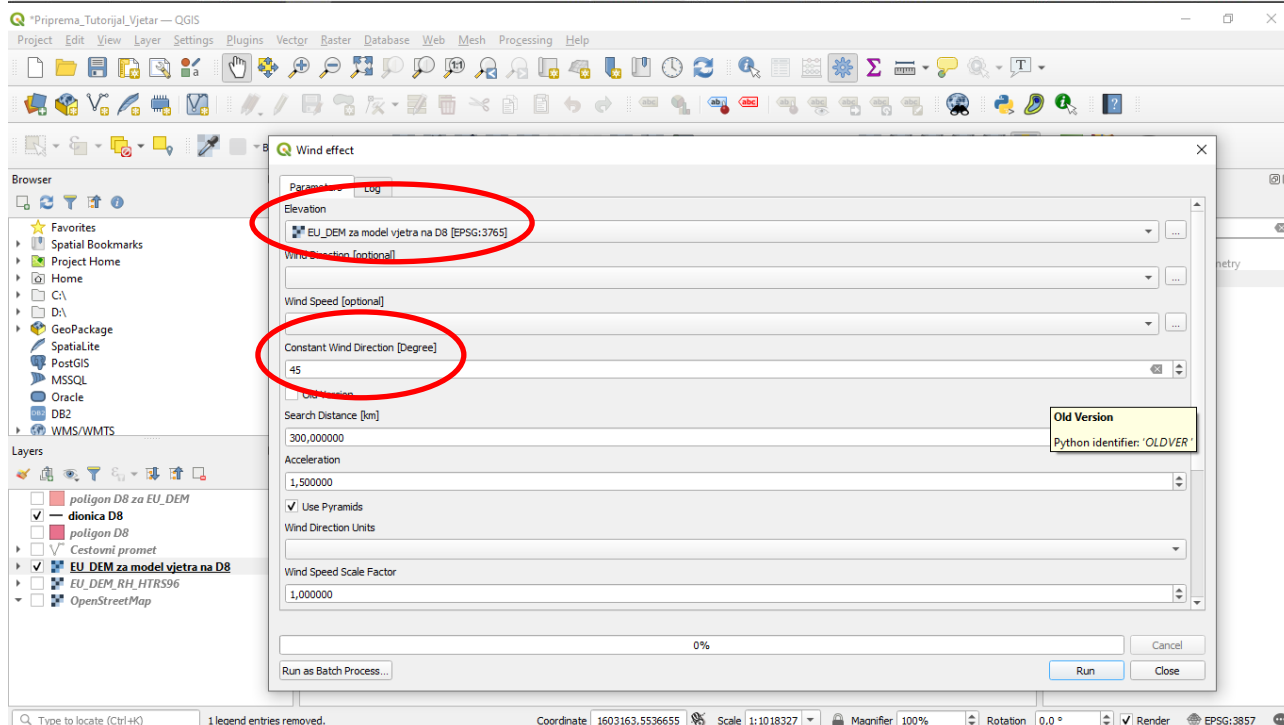 *Priprema_Tutorijal_Vjetar — QGIS
Project Edit View Layer Settings Plugins Vector Raster Database Web Mesh Processing Help
Wind effect
Parameters Log
Elevation
EU_DEM za model vjetra na D8 [EPSG:3765]
Wind Direction [optional]
Wind Speed [optional]
Constant Wind Direction [Degree]
45
Old Version
Search Distance [km]
300,000000
Acceleration
1,500000
Use Pyramids
Wind Direction Units
Wind Speed Scale Factor
1,000000
0%
Cancel
Run as Batch Process...
Run
Close
Old Version
Python identifier: 'OLDVER'
Browser
Favorites
Spatial Bookmarks
Project Home
Home
C:\
D:\
GeoPackage
SpatiaLite
PostGIS
MSSQL
Oracle
DB2
WMS/WMTS
Layers
poligon D8 za EU_DEM
dionica D8
poligon D8
Cestovni promet
EU_DEM za model vjetra na D8
EU_DEM_RH_HTRS96
OpenStreetMap
netry
Type to locate (Ctrl+K)
1 legend entries removed.
Coordinate 1603163,5536655 Scale 1:1018327 Magnifier 100% Rotation 0,0 ° Render EPSG:3857